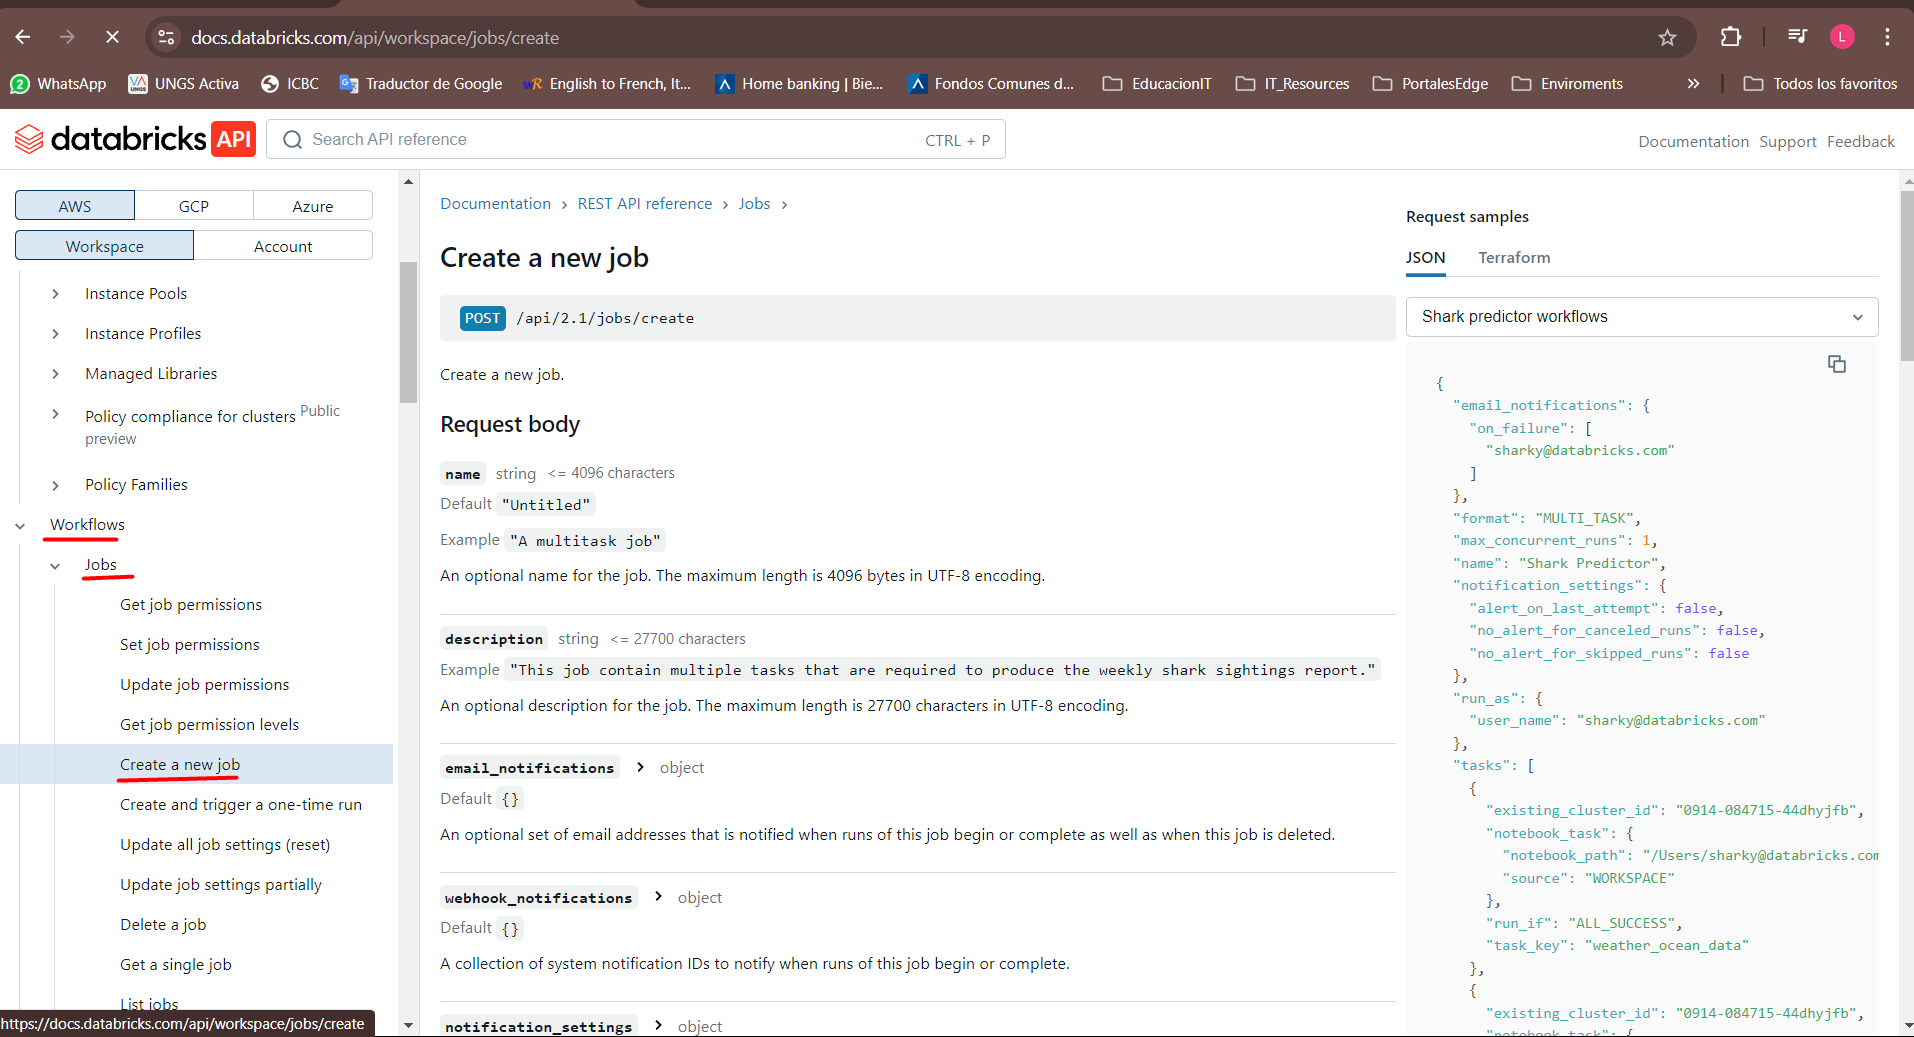 docs.databricks.com/api/workspace/jobs/create
L
WhatsApp
UNGS Activa
ICBC
Traductor de Google
English to French, It...
Home banking | Bie...
Fondos Comunes d...
EducacionIT
IT_Resources
PortalesEdge
Enviroments
»
Todos los favoritos
databricks API
Search API reference
CTRL + P
Documentation Support Feedback
AWS GCP Azure
Workspace Account
Instance Pools
Instance Profiles
Managed Libraries
Policy compliance for clusters Public
preview
Policy Families
Workflows
Jobs
Get job permissions
Set job permissions
Update job permissions
Get job permission levels
Create a new job
Create and trigger a one-time run
Update all job settings (reset)
Update job settings partially
Delete a job
Get a single job
List jobs
https://docs.databricks.com/api/workspace/jobs/create
Documentation > REST API reference > Jobs >
Create a new job
POST /api/2.1/jobs/create
Create a new job.
Request body
name string <= 4096 characters
Default "Untitled"
Example "A multitask job"
An optional name for the job. The maximum length is 4096 bytes in UTF-8 encoding.
description string <= 27700 characters
Example "This job contain multiple tasks that are required to produce the weekly shark sightings report."
An optional description for the job. The maximum length is 27700 characters in UTF-8 encoding.
email_notifications > object
Default {}
An optional set of email addresses that is notified when runs of this job begin or complete as well as when this job is deleted.
webhook_notifications > object
Default {}
A collection of system notification IDs to notify when runs of this job begin or complete.
notification_settings > object
Request samples
JSON Terraform
Shark predictor workflows
{
"email_notifications": {
"on_failure": [
"sharky@databricks.com"
]
},
"format": "MULTI_TASK",
"max_concurrent_runs": 1,
"name": "Shark Predictor",
"notification_settings": {
"alert_on_last_attempt": false,
"no_alert_for_canceled_runs": false,
"no_alert_for_skipped_runs": false
},
"run_as": {
"user_name": "sharky@databricks.com"
},
"tasks": [
{
"existing_cluster_id": "0914-084715-44dhyjfb",
"notebook_task": {
"notebook_path": "/Users/sharky@databricks.com
"source": "WORKSPACE"
},
"run_if": "ALL_SUCCESS",
"task_key": "weather_ocean_data"
},
{
"existing_cluster_id": "0914-084715-44dhyjfb",
"notebook_task": {